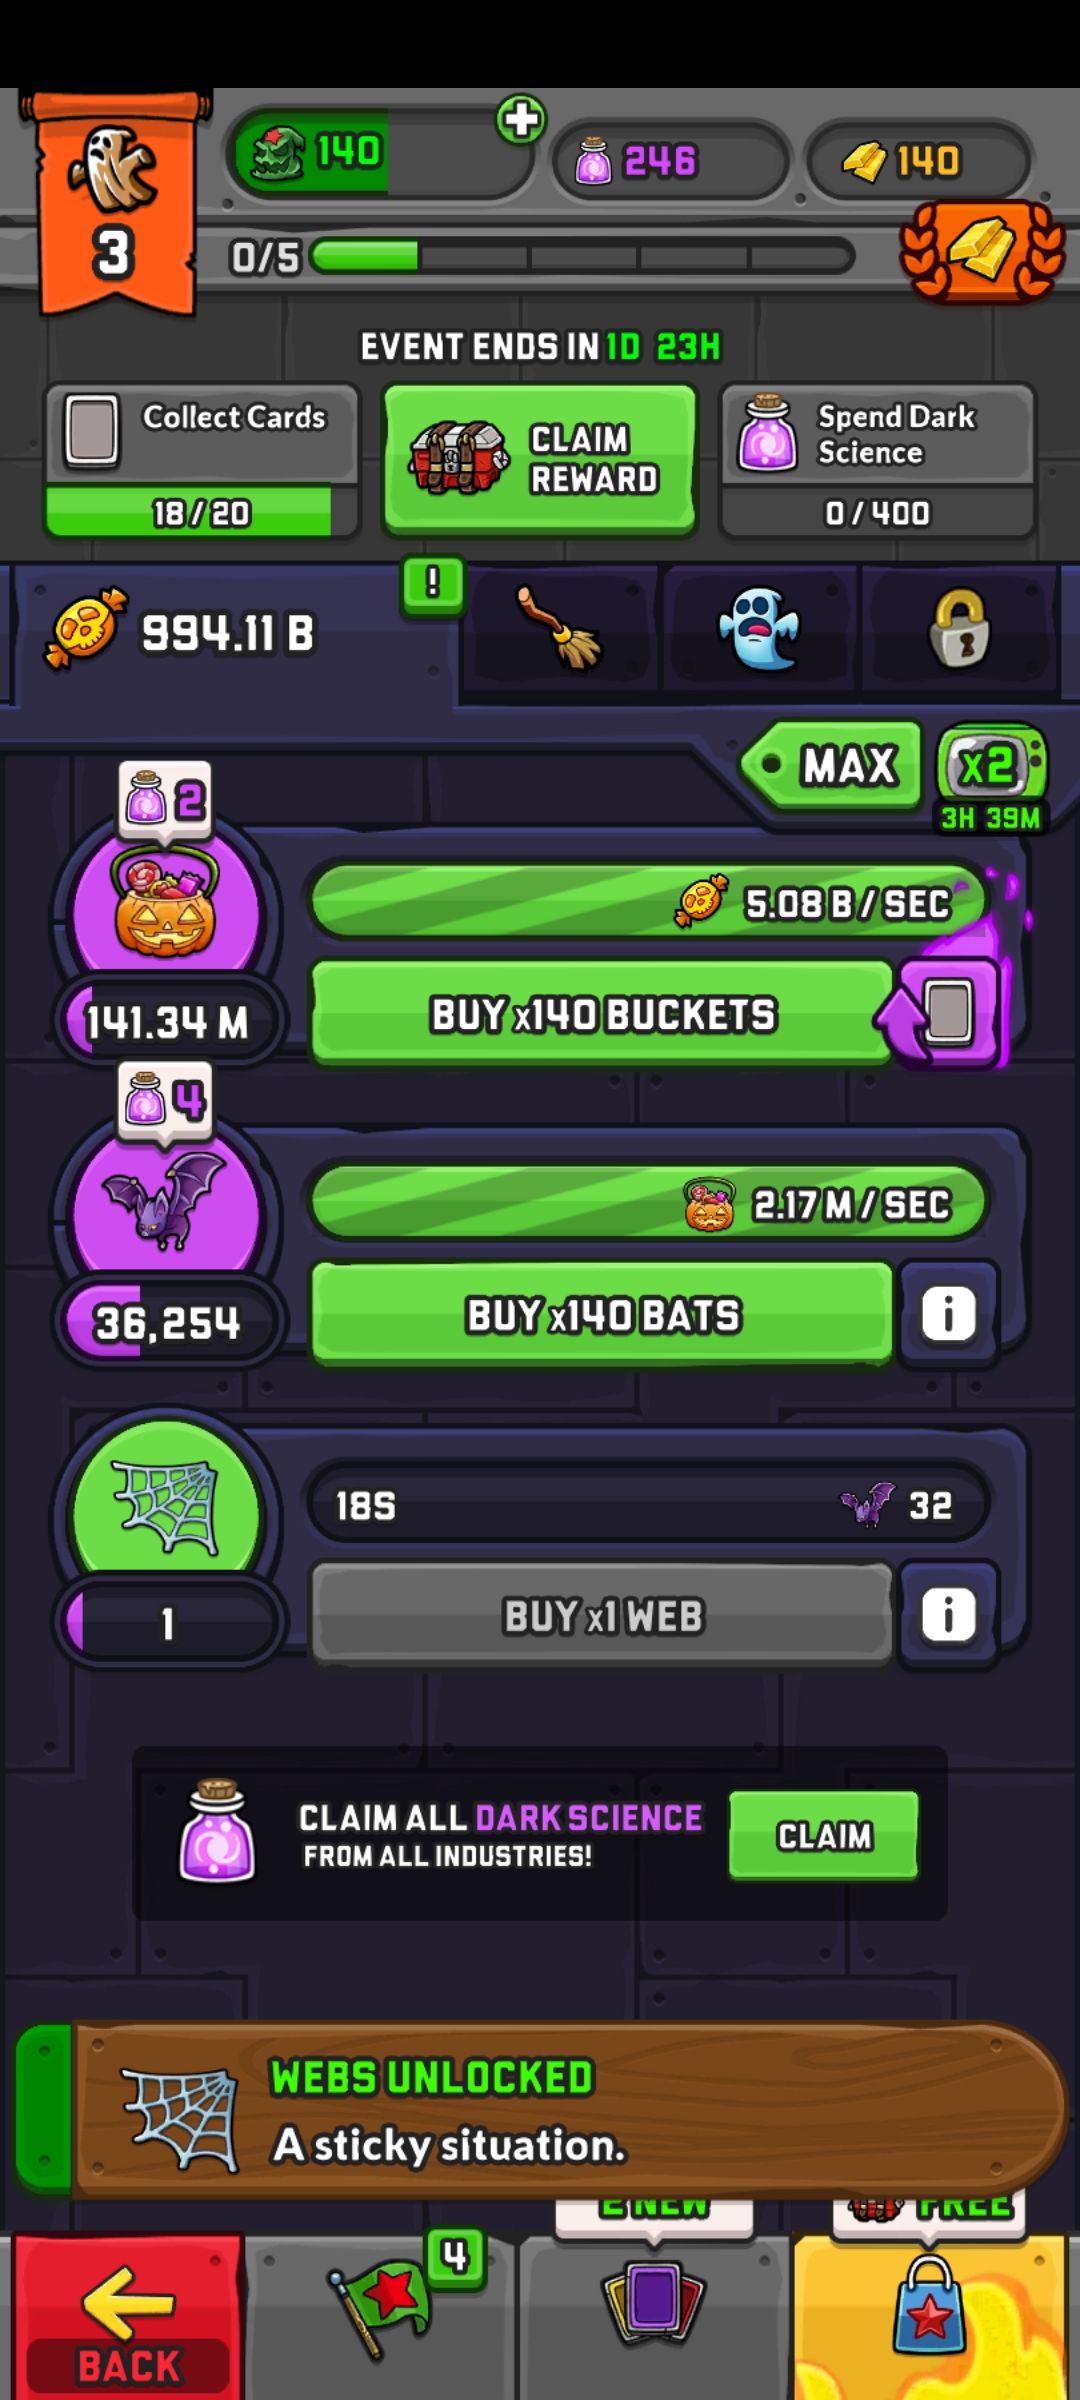 140
246
140
3
0/5
EVENT ENDS IN 1D 23H
Collect Cards
18/20
CLAIM
REWARD
Spend Dark
Science
0/400
994.11 B
!
MAX
x2
3H 39M
2
5.08 B/SEC
141.34 M
BUY x140 BUCKETS
4
2.17 M/SEC
36,254
BUY x140 BATS
i
18S
32
1
BUY x1 WEB
i
CLAIM ALL DARK SCIENCE
FROM ALL INDUSTRIES!
CLAIM
WEBS UNLOCKED
A sticky situation.
2 NEW
FREE
4
BACK